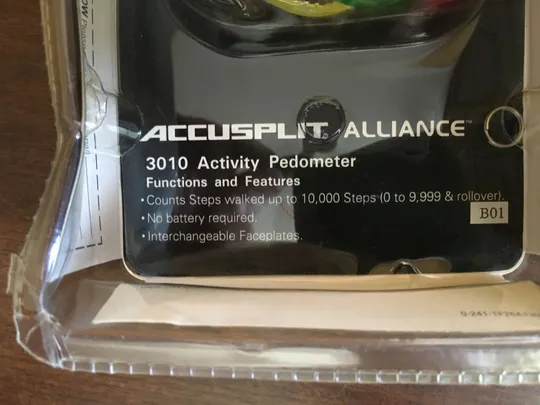 ACCUSPLIT ALLIANCE™
3010 Activity Pedometer
Functions and Features
•Counts Steps walked up to 10,000 Steps (0 to 9,999 & rollover).
•No battery required.
B01
•Interchangeable Faceplates.